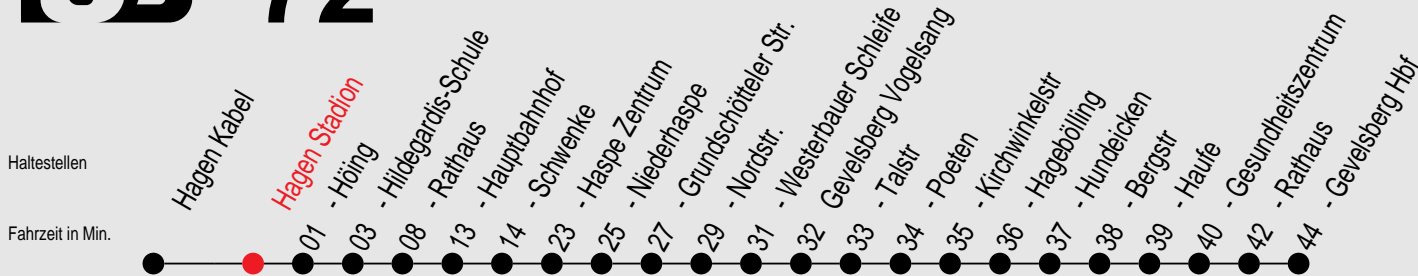 Haltestellen
Hagen Kabel
Hagen Stadion
- Höing
- Hildegardis-Schule
- Rathaus
- Hauptbahnhof
- Schwenke
- Haspe Zentrum
- Niederhaspe
- Grundschötteler Str.
- Nordstr.
- Westerbauer Schleife
Gevelsberg Vogelsang
- Talstr
- Poeten
- Kirchwinkelstr
- Hagebölling
- Hundeicken
- Bergstr
- Haufe
- Gesundheitszentrum
- Rathaus
- Gevelsberg Hbf
Fahrzeit in Min.
01
03
08
13
14
23
25
27
29
31
32
33
34
35
36
37
38
39
40
42
44